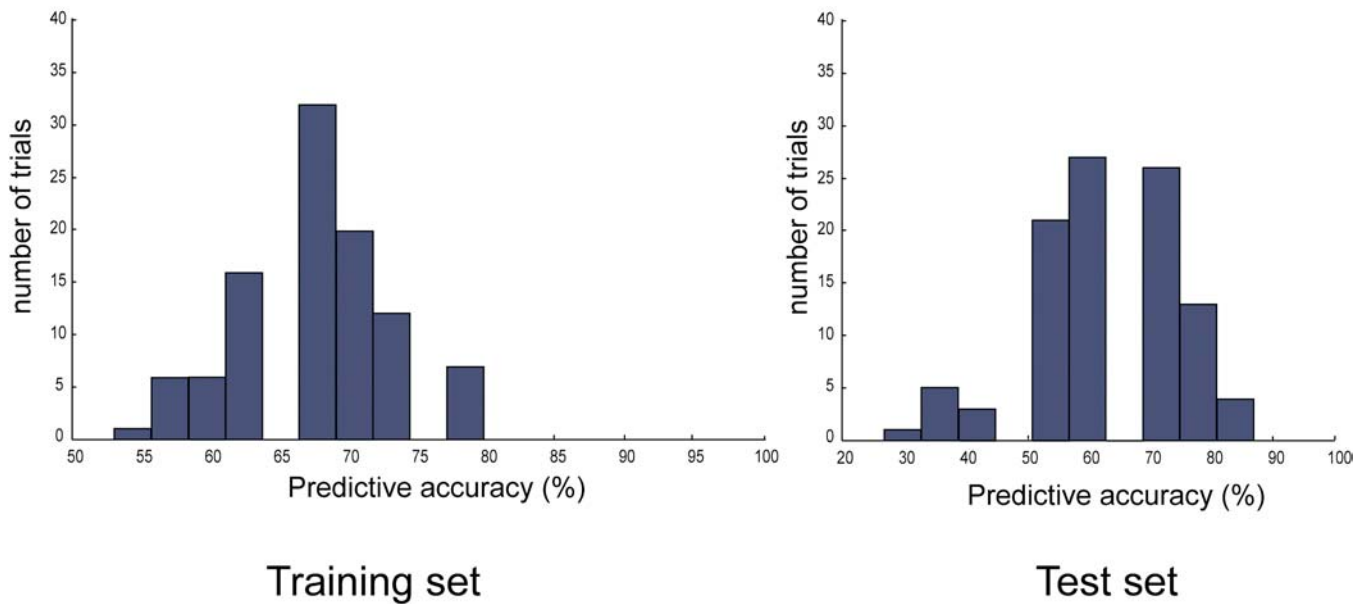 40
35
30
25
20
15
10
5
0
number of trials
50 55 60 65 70 75 80 85 90 95 100
Predictive accuracy (%)
Training set
40
35
30
25
20
15
10
5
0
number of trials
20 30 40 50 60 70 80 90 100
Predictive accuracy (%)
Test set